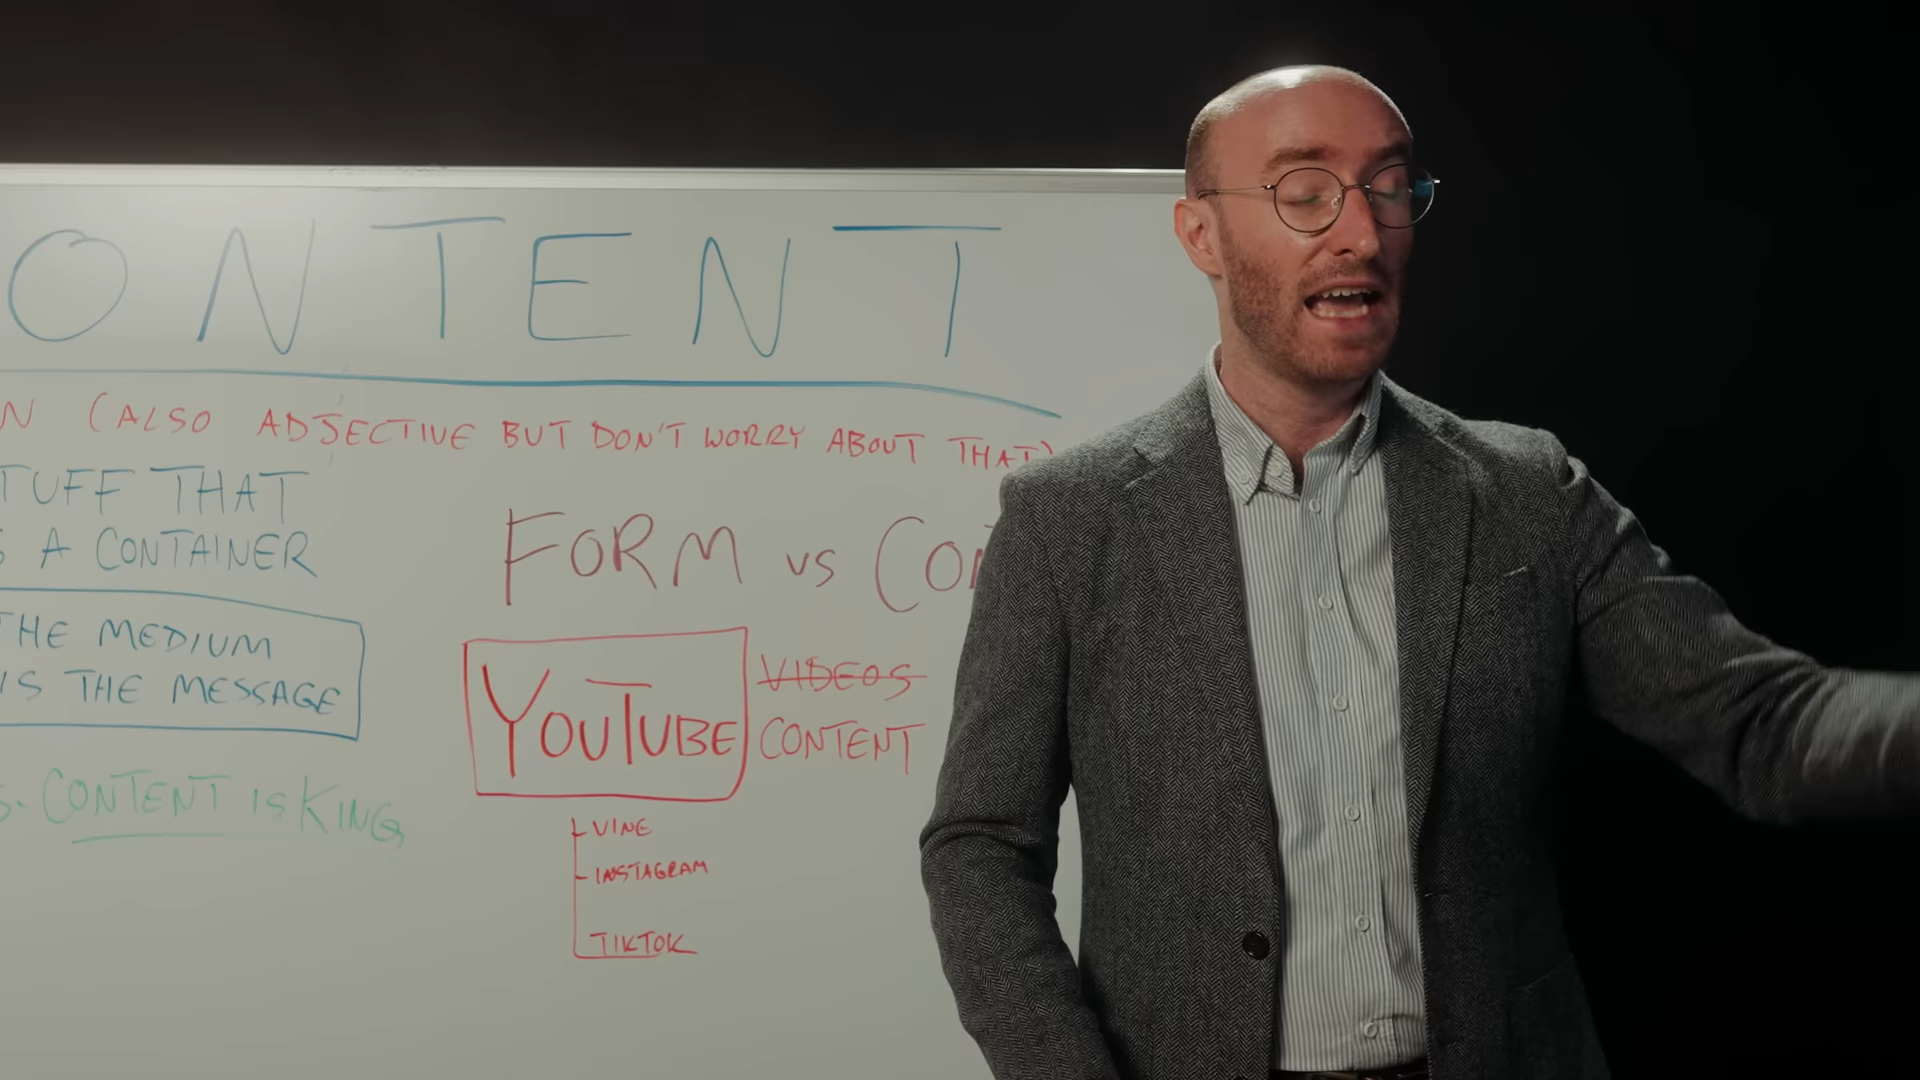 ONTENT
N (ALSO ADJECTIVE BUT DON'T WORRY ABOUT THAT)
TUFF THAT
S A CONTAINER
FORM vs CON
THE MEDIUM
IS THE MESSAGE
YOUTUBE
VIDEOS
CONTENT
S. CONTENT IS KING
VINE
INSTAGRAM
TIKTOK